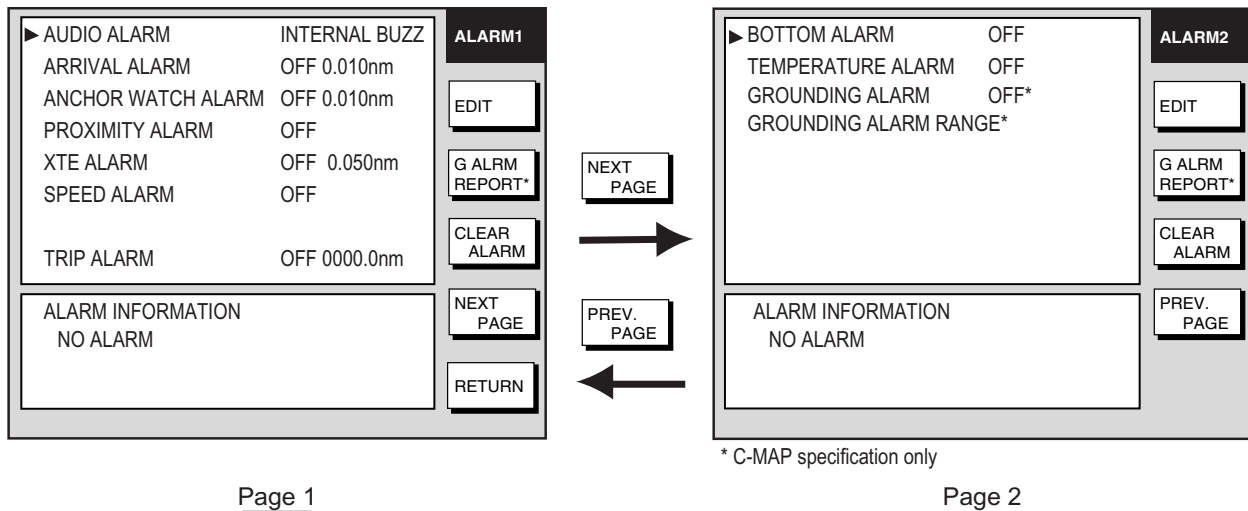 AUDIO ALARM INTERNAL BUZZ
ARRIVAL ALARM OFF 0.010nm
ANCHOR WATCH ALARM OFF 0.010nm
PROXIMITY ALARM OFF
XTE ALARM OFF 0.050nm
SPEED ALARM OFF
TRIP ALARM OFF 0000.0nm
ALARM INFORMATION
NO ALARM
ALARM1
EDIT
G ALRM
REPORT*
CLEAR
ALARM
NEXT
PAGE
RETURN
NEXT
PAGE
PREV.
PAGE
BOTTOM ALARM OFF
TEMPERATURE ALARM OFF
GROUNDING ALARM OFF*
GROUNDING ALARM RANGE*
ALARM INFORMATION
NO ALARM
ALARM2
EDIT
G ALRM
REPORT*
CLEAR
ALARM
PREV.
PAGE
* C-MAP specification only
Page 1
Page 2